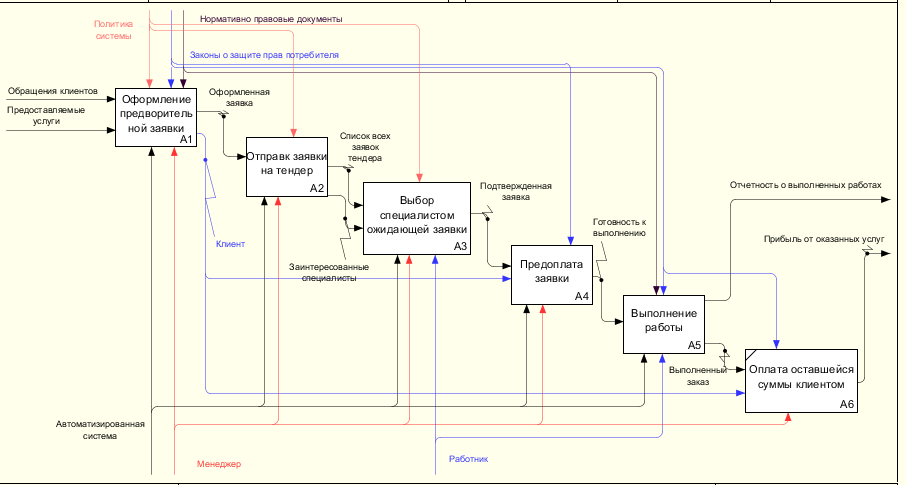 Политика
системы
Нормативно правовые документы
Законы о защите прав потребителя
Обращения клиентов
Предоставляемые
услуги
Оформление
предворитель
ной заявки
A1
Оформленная
заявка
Отправк заявки
на тендер
A2
Список всех
заявок
тендера
Выбор
специалистом
ожидающей заявки
A3
Подтвержденная
заявка
Отчетность о выполненных работах
Клиент
Заинтересованные
специалисты
Готовность к
выполнению
Прибыль от оказанных услуг
Предоплата
заявки
A4
Выполнение
работы
A5
Выполненный
заказ
Оплата оставшейся
суммы клиентом
A6
Автоматизированная
система
Менеджер
Работник